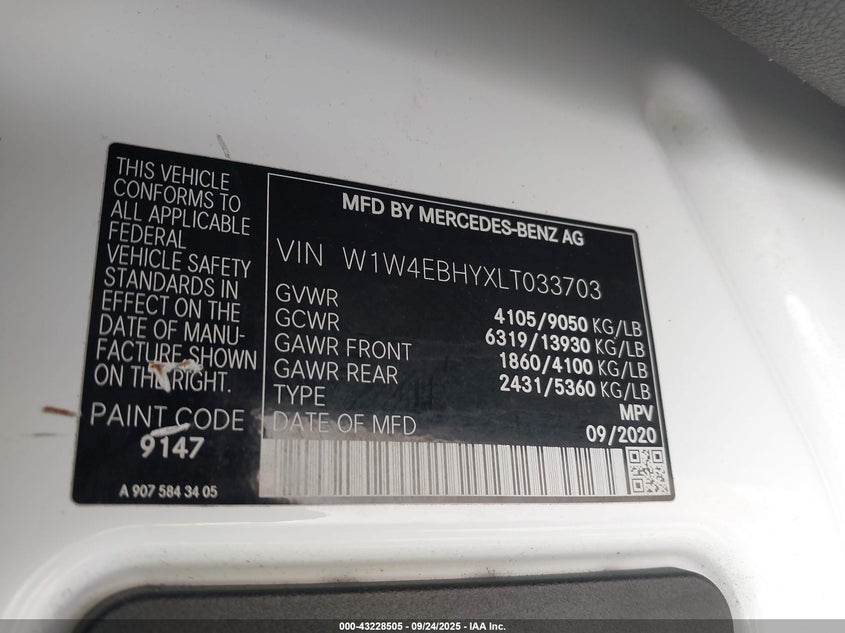 THIS VEHICLE
CONFORMS TO
ALL APPLICABLE
FEDERAL
VEHICLE SAFETY
STANDARDS IN
EFFECT ON THE
DATE OF MANU-
FACTURE SHOWN
ON THE RIGHT.
PAINT CODE
9147
A 907 584 34 05
MFD BY MERCEDES-BENZ AG
VIN W1W4EBHYXLT033703
GVWR 4105/9050 KG/LB
GCWR 6319/13930 KG/LB
GAWR FRONT 1860/4100 KG/LB
GAWR REAR 2431/5360 KG/LB
TYPE MPV
DATE OF MFD 09/2020
000-43228505 - 09/24/2025 - IAA Inc.